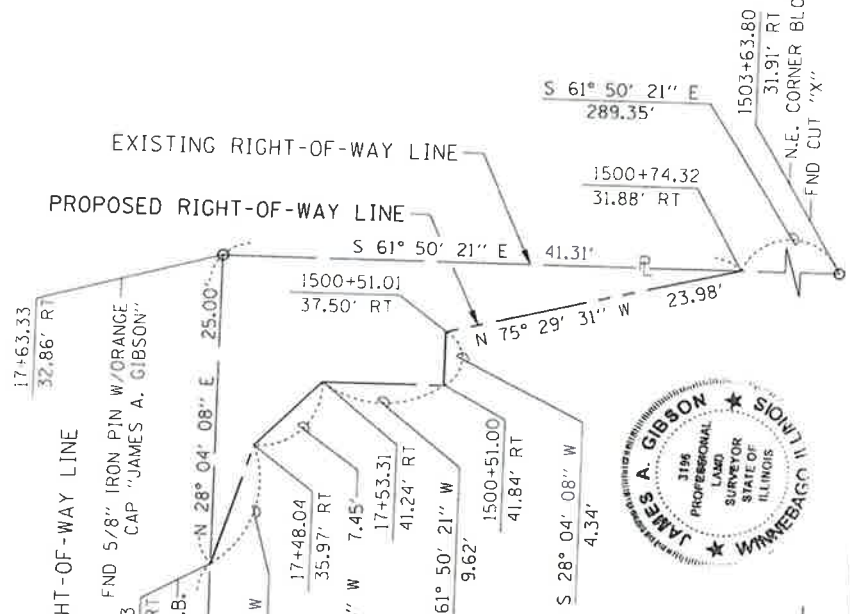 S 61° 50' 21" E
289.35'
1503+63.80
31.91' RT
N.E. CORNER
FND CUT "X"
EXISTING RIGHT-OF-WAY LINE
1500+74.32
31.88' RT
PROPOSED RIGHT-OF-WAY LINE
S 61° 50' 21" E 41.31'
PL
1500+51.01
37.50' RT
N 75° 29' 31" W 23.98'
17+63.33
32.86' RT
FND 5/8" IRON PIN W/ORANGE
CAP "JAMES A. GIBSON"
N 28° 04' 08" E 25.00'
HT-OF-WAY LINE
17+48.04
35.97' RT
" W 7.45'
17+53.31
41.24' RT
61° 50' 21" W
9.62'
1500+51.00
41.84' RT
S 28° 04' 08" W
4.34'
JAMES A. GIBSON
3196
PROFESSIONAL
LAND
SURVEYOR
STATE OF
ILLINOIS
WINNEBAGO ILLINOIS
3
RT
.B.
W